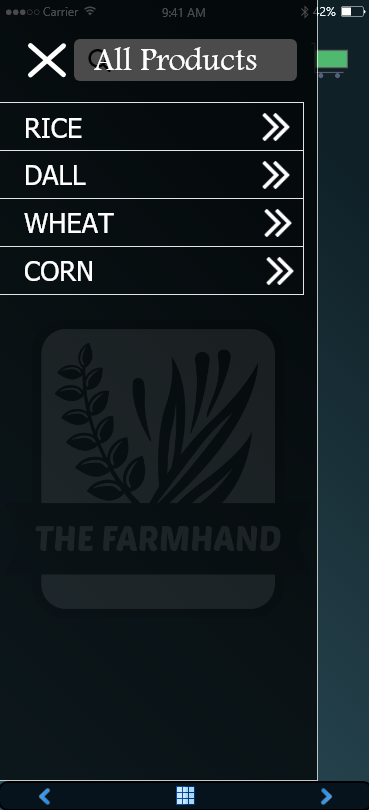 Carrier 9:41 AM 42%
All Products
RICE
DALL
WHEAT
CORN
THE FARMHAND